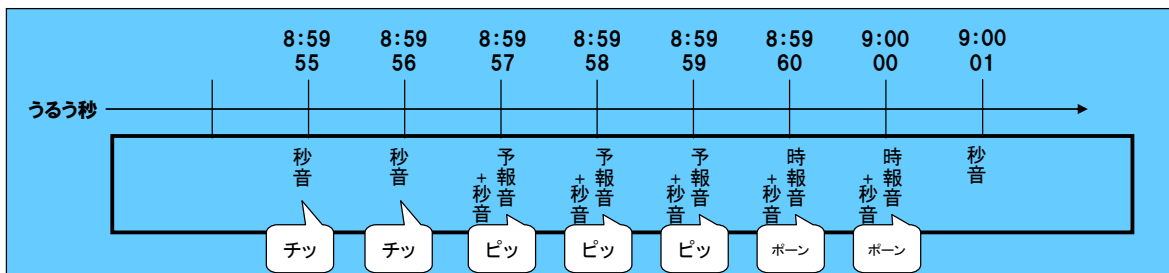 8:59 8:59 8:59 8:59 8:59 8:59 9:00 9:00
55 56 57 58 59 60 00 01
うるう秒
秒音
秒音
予報音
+秒音
予報音
+秒音
予報音
+秒音
時報音
+秒音
時報音
+秒音
秒音
チッ チッ ピッ ピッ ピッ ポーン ポーン